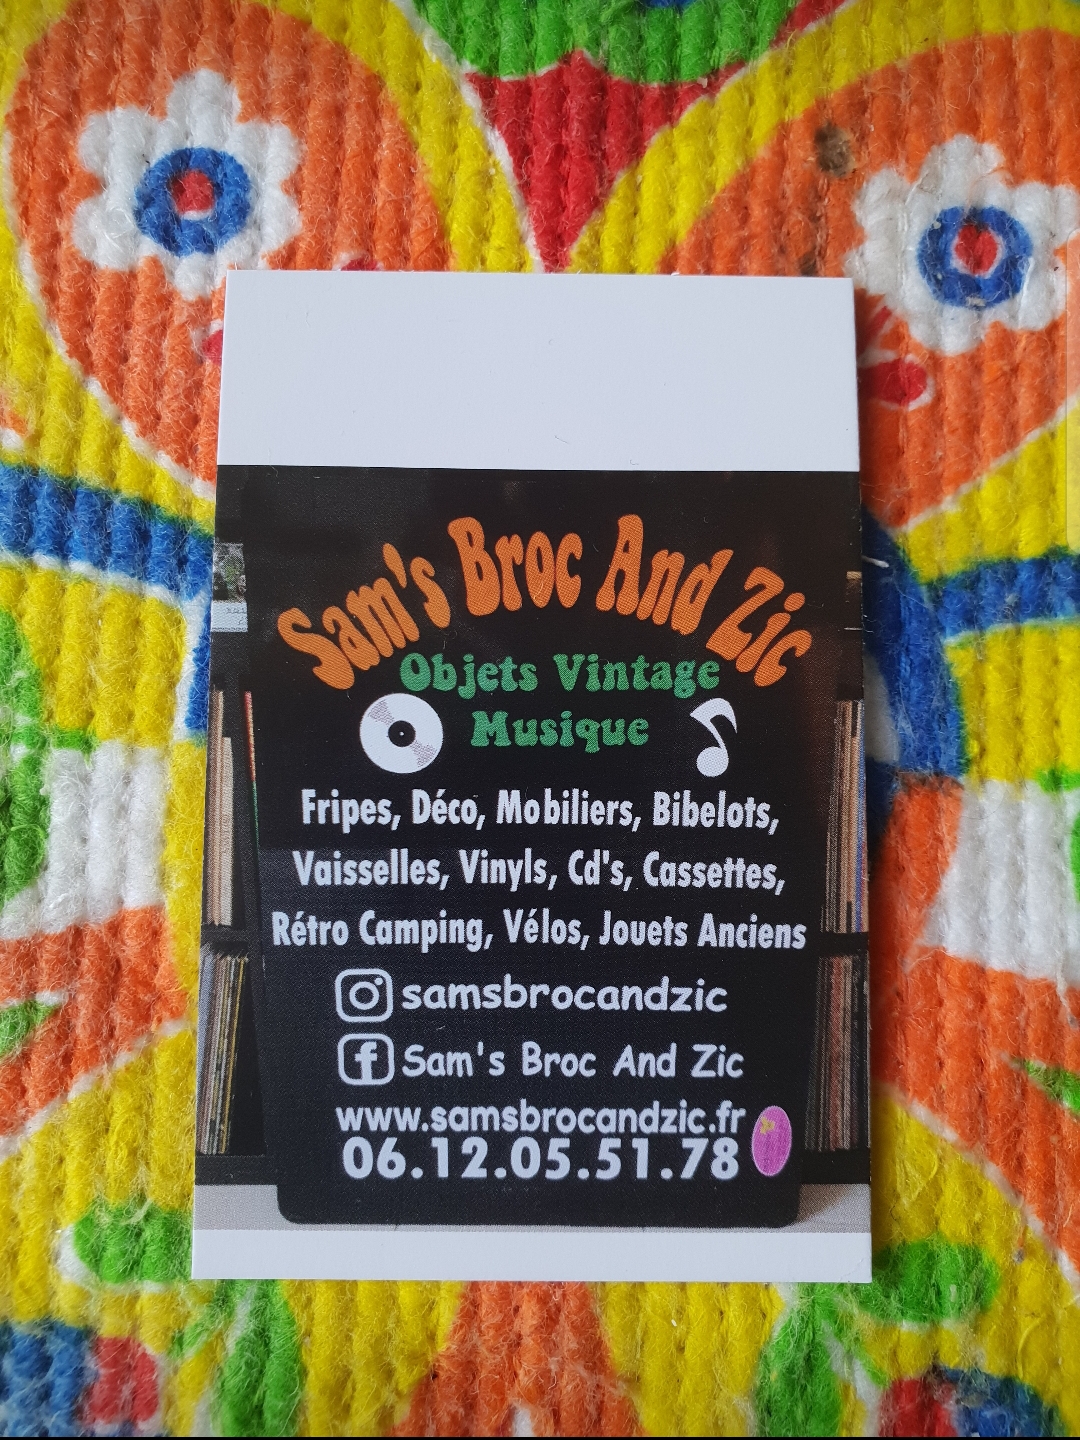 Sam's Broc And Zic
Objets Vintage
Musique
Fripes, Déco, Mobiliers, Bibelots,
Vaisselles, Vinyls, Cd's, Cassettes,
Rétro Camping, Vélos, Jouets Anciens
samsbrocandzic
Sam's Broc And Zic
www.samsbrocandzic.fr
06.12.05.51.78